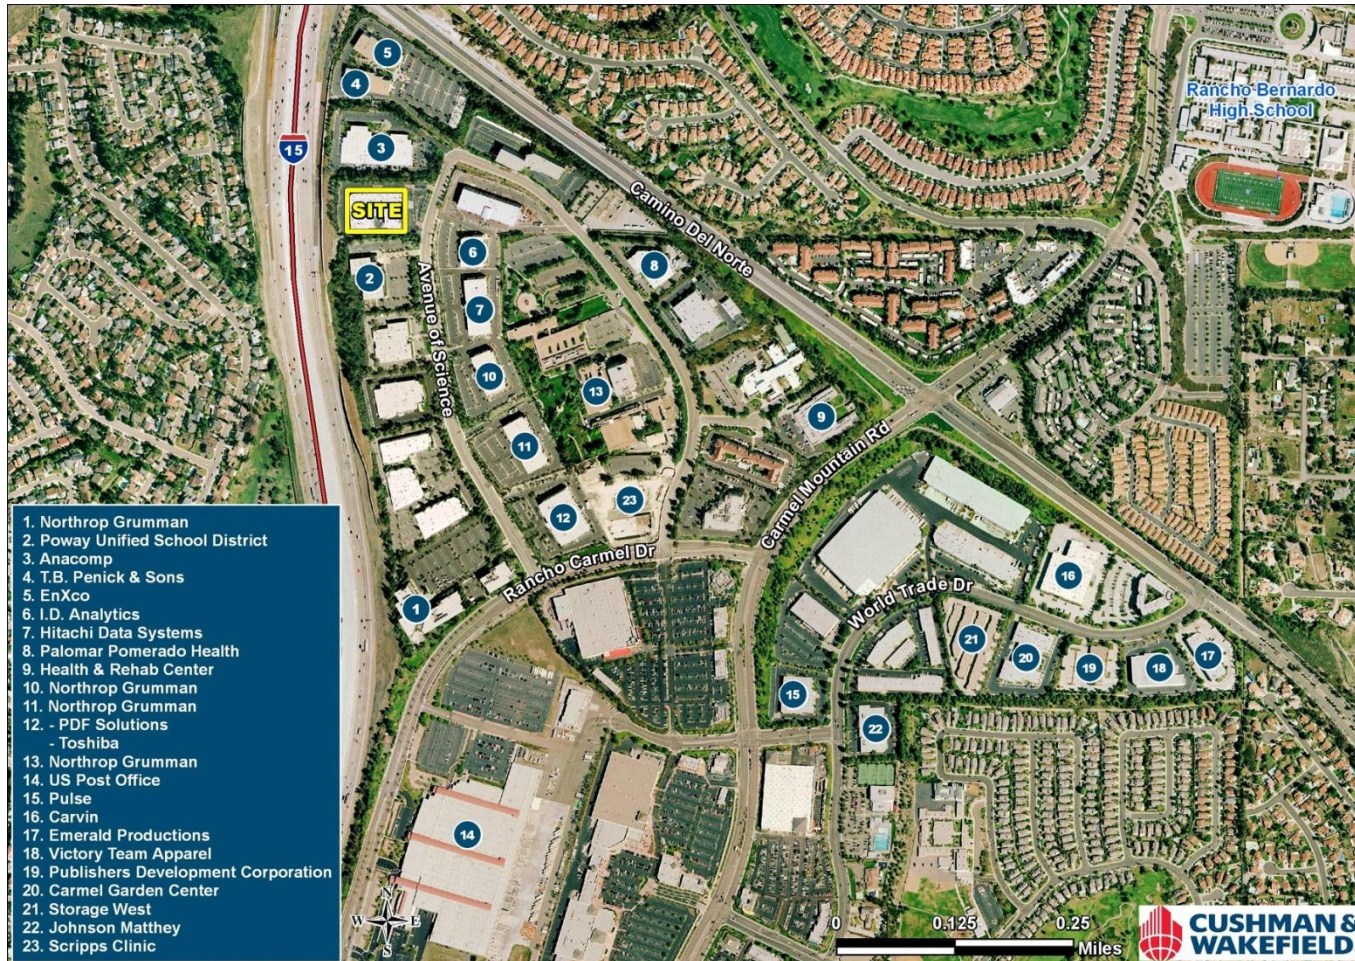 5
4
15
3
SITE
2
6
7
8
10
13
9
11
12
23
1
16
21
20
19
18
17
15
22
14
Rancho Bernardo
High School
Camino Del Norte
Avenue of Science
Carmel Mountain Rd
Rancho Carmel Dr
World Trade Dr
1. Northrop Grumman
2. Poway Unified School District
3. Anacomp
4. T.B. Penick & Sons
5. EnXco
6. I.D. Analytics
7. Hitachi Data Systems
8. Palomar Pomerado Health
9. Health & Rehab Center
10. Northrop Grumman
11. Northrop Grumman
12. - PDF Solutions
- Toshiba
13. Northrop Grumman
14. US Post Office
15. Pulse
16. Carvin
17. Emerald Productions
18. Victory Team Apparel
19. Publishers Development Corporation
20. Carmel Garden Center
21. Storage West
22. Johnson Matthey
23. Scripps Clinic
N
W E
S
0 0.125 0.25
Miles
CUSHMAN &
WAKEFIELD